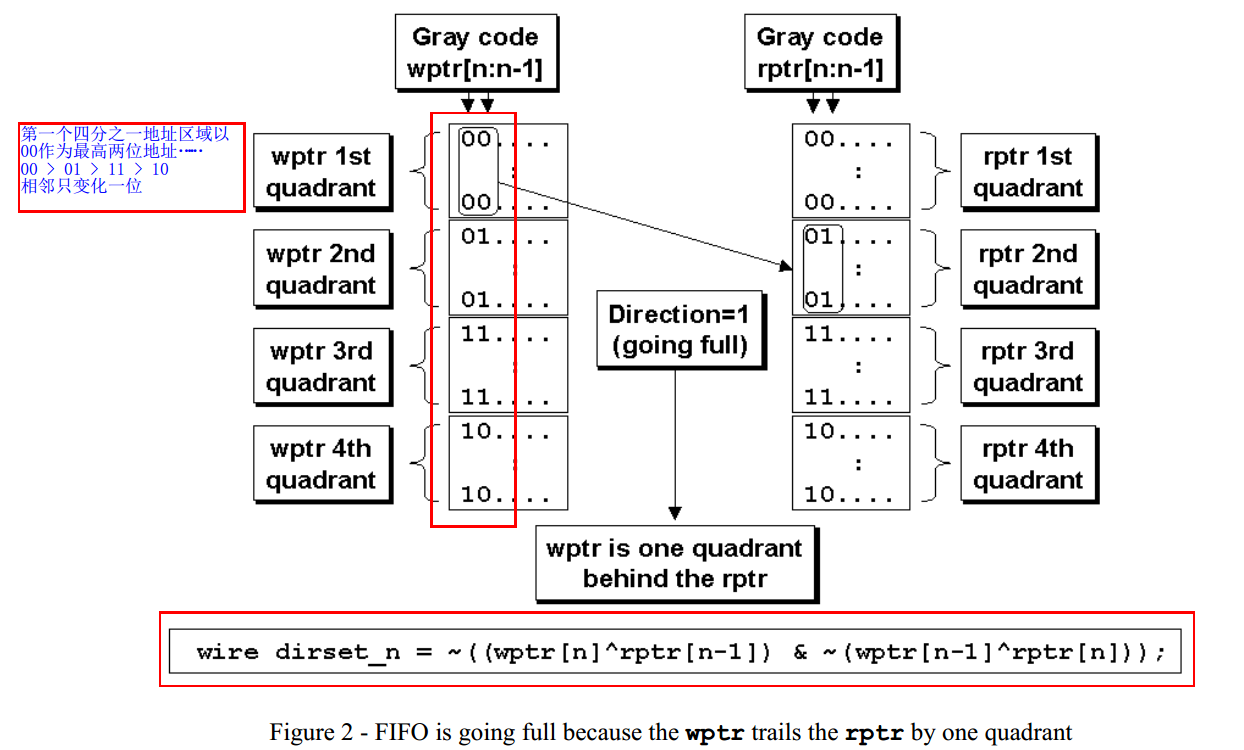 Gray code
wptr[n:n-1]
Gray code
rptr[n:n-1]
第一个四分之一地址区域以
00作为最高两位地址……
00 > 01 > 11 > 10
相邻只变化一位
wptr 1st
quadrant
00....
:
00....
00....
:
00....
rptr 1st
quadrant
wptr 2nd
quadrant
01....
:
01....
01....
:
01....
rptr 2nd
quadrant
Direction=1
(going full)
wptr 3rd
quadrant
11....
:
11....
11....
:
11....
rptr 3rd
quadrant
wptr 4th
quadrant
10....
:
10....
10....
:
10....
rptr 4th
quadrant
wptr is one quadrant
behind the rptr
wire dirset_n = ~((wptr[n]^rptr[n-1]) & ~(wptr[n-1]^rptr[n]));
Figure 2 - FIFO is going full because the wptr trails the rptr by one quadrant